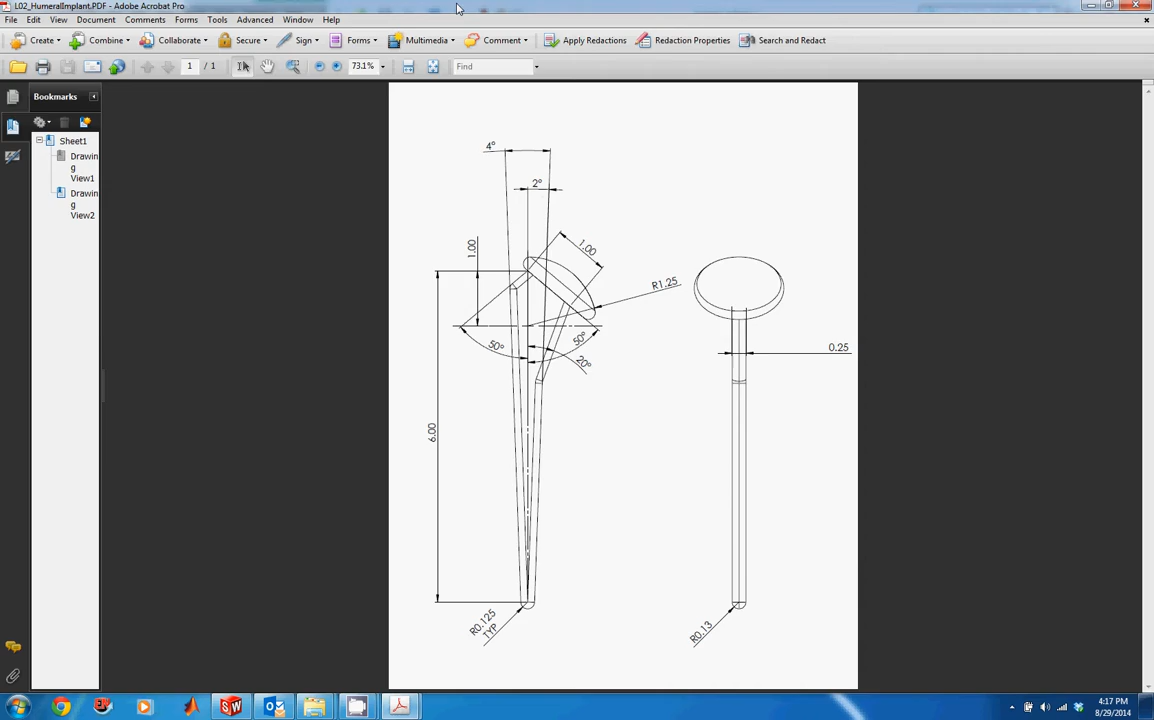 L02_HumeralImplant.PDF - Adobe Acrobat Pro
File Edit View Document Comments Forms Tools Advanced Window Help
Create Combine Collaborate Secure Sign Forms Multimedia Comment Apply Redactions Redaction Properties Search and Redact
1 / 1 73.1% Find
Bookmarks
Sheet1
Drawin
g
View1
Drawin
g
View2
4°
2°
1.00
1.00
R1.25
50°
50°
20°
0.25
6.00
R0.125
TYP
R0.13
4:17 PM
8/29/2014